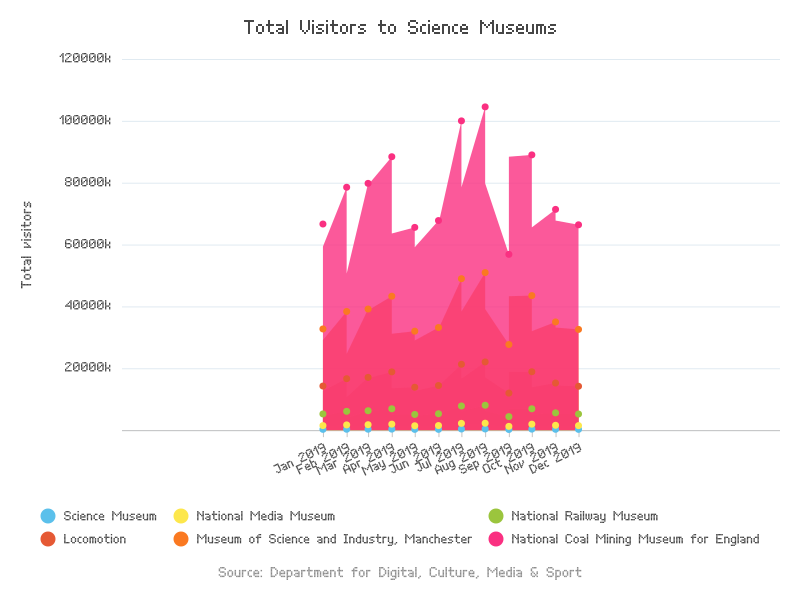 Total Visitors to Science Museums
120000k
100000k
80000k
60000k
40000k
20000k
Total visitors
Jan 2019
Feb 2019
Mar 2019
Apr 2019
May 2019
Jun 2019
Jul 2019
Aug 2019
Sep 2019
Oct 2019
Nov 2019
Dec 2019
Science Museum
National Media Museum
National Railway Museum
Locomotion
Museum of Science and Industry, Manchester
National Coal Mining Museum for England
Source: Department for Digital, Culture, Media & Sport